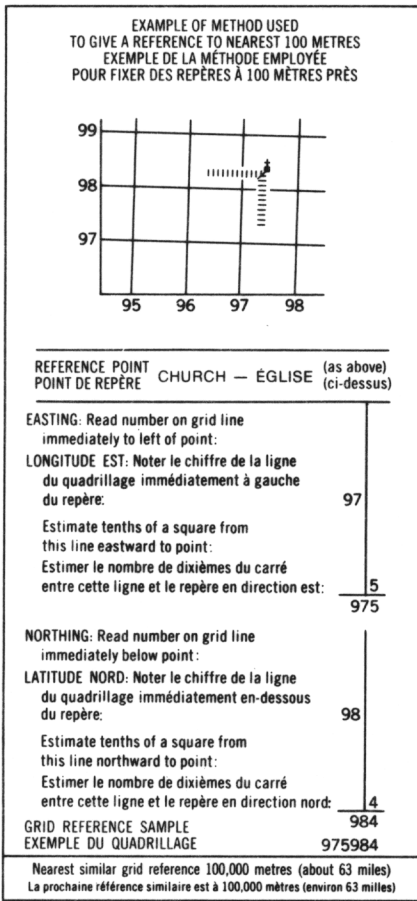 EXAMPLE OF METHOD USED
TO GIVE A REFERENCE TO NEAREST 100 METRES
EXEMPLE DE LA MÉTHODE EMPLOYÉE
POUR FIXER DES REPÈRES À 100 MÈTRES PRÈS
99
98
97
95 96 97 98
REFERENCE POINT
POINT DE REPÈRE CHURCH — ÉGLISE (as above)
(ci-dessus)
EASTING: Read number on grid line
immediately to left of point:
LONGITUDE EST: Noter le chiffre de la ligne
du quadrillage immédiatement à gauche
du repère: 97
Estimate tenths of a square from
this line eastward to point:
Estimer le nombre de dixièmes du carré
entre cette ligne et le repère en direction est: 5
975
NORTHING: Read number on grid line
immediately below point:
LATITUDE NORD: Noter le chiffre de la ligne
du quadrillage immédiatement en-dessous
du repère: 98
Estimate tenths of a square from
this line northward to point:
Estimer le nombre de dixièmes du carré
entre cette ligne et le repère en direction nord: 4
GRID REFERENCE SAMPLE 984
EXEMPLE DU QUADRILLAGE 975984
Nearest similar grid reference 100,000 metres (about 63 miles)
La prochaine référence similaire est à 100,000 mètres (environ 63 milles)